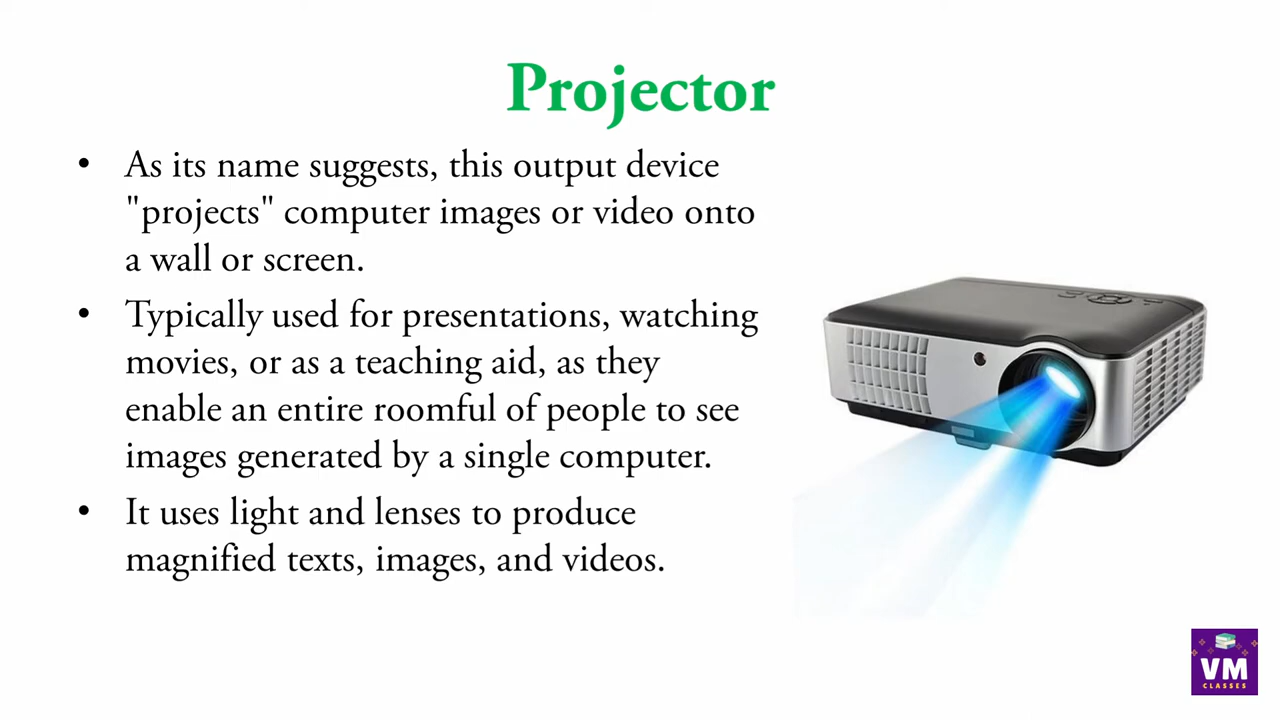 Projector
• As its name suggests, this output device
"projects" computer images or video onto
a wall or screen.
• Typically used for presentations, watching
movies, or as a teaching aid, as they
enable an entire roomful of people to see
images generated by a single computer.
• It uses light and lenses to produce
magnified texts, images, and videos.
VM
CLASSES